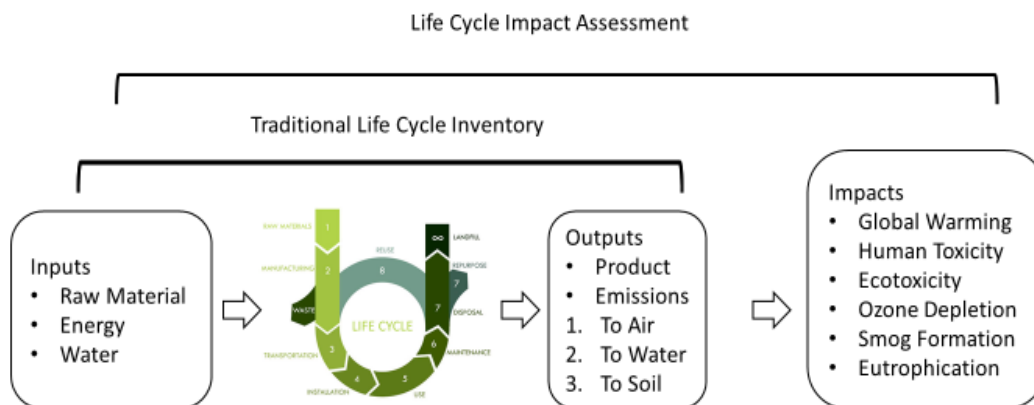 Life Cycle Impact Assessment
Traditional Life Cycle Inventory
Inputs
• Raw Material
• Energy
• Water
RAW MATERIALS
1
MANUFACTURING
2
WASTE
TRANSPORTATION
3
INSTALLATION
4
5
USE
6
MAINTENANCE
7
DISPOSAL
REPURPOSE
7
REUSE
8
∞
LANDFILL
LIFE CYCLE
Outputs
• Product
• Emissions
1. To Air
2. To Water
3. To Soil
Impacts
• Global Warming
• Human Toxicity
• Ecotoxicity
• Ozone Depletion
• Smog Formation
• Eutrophication